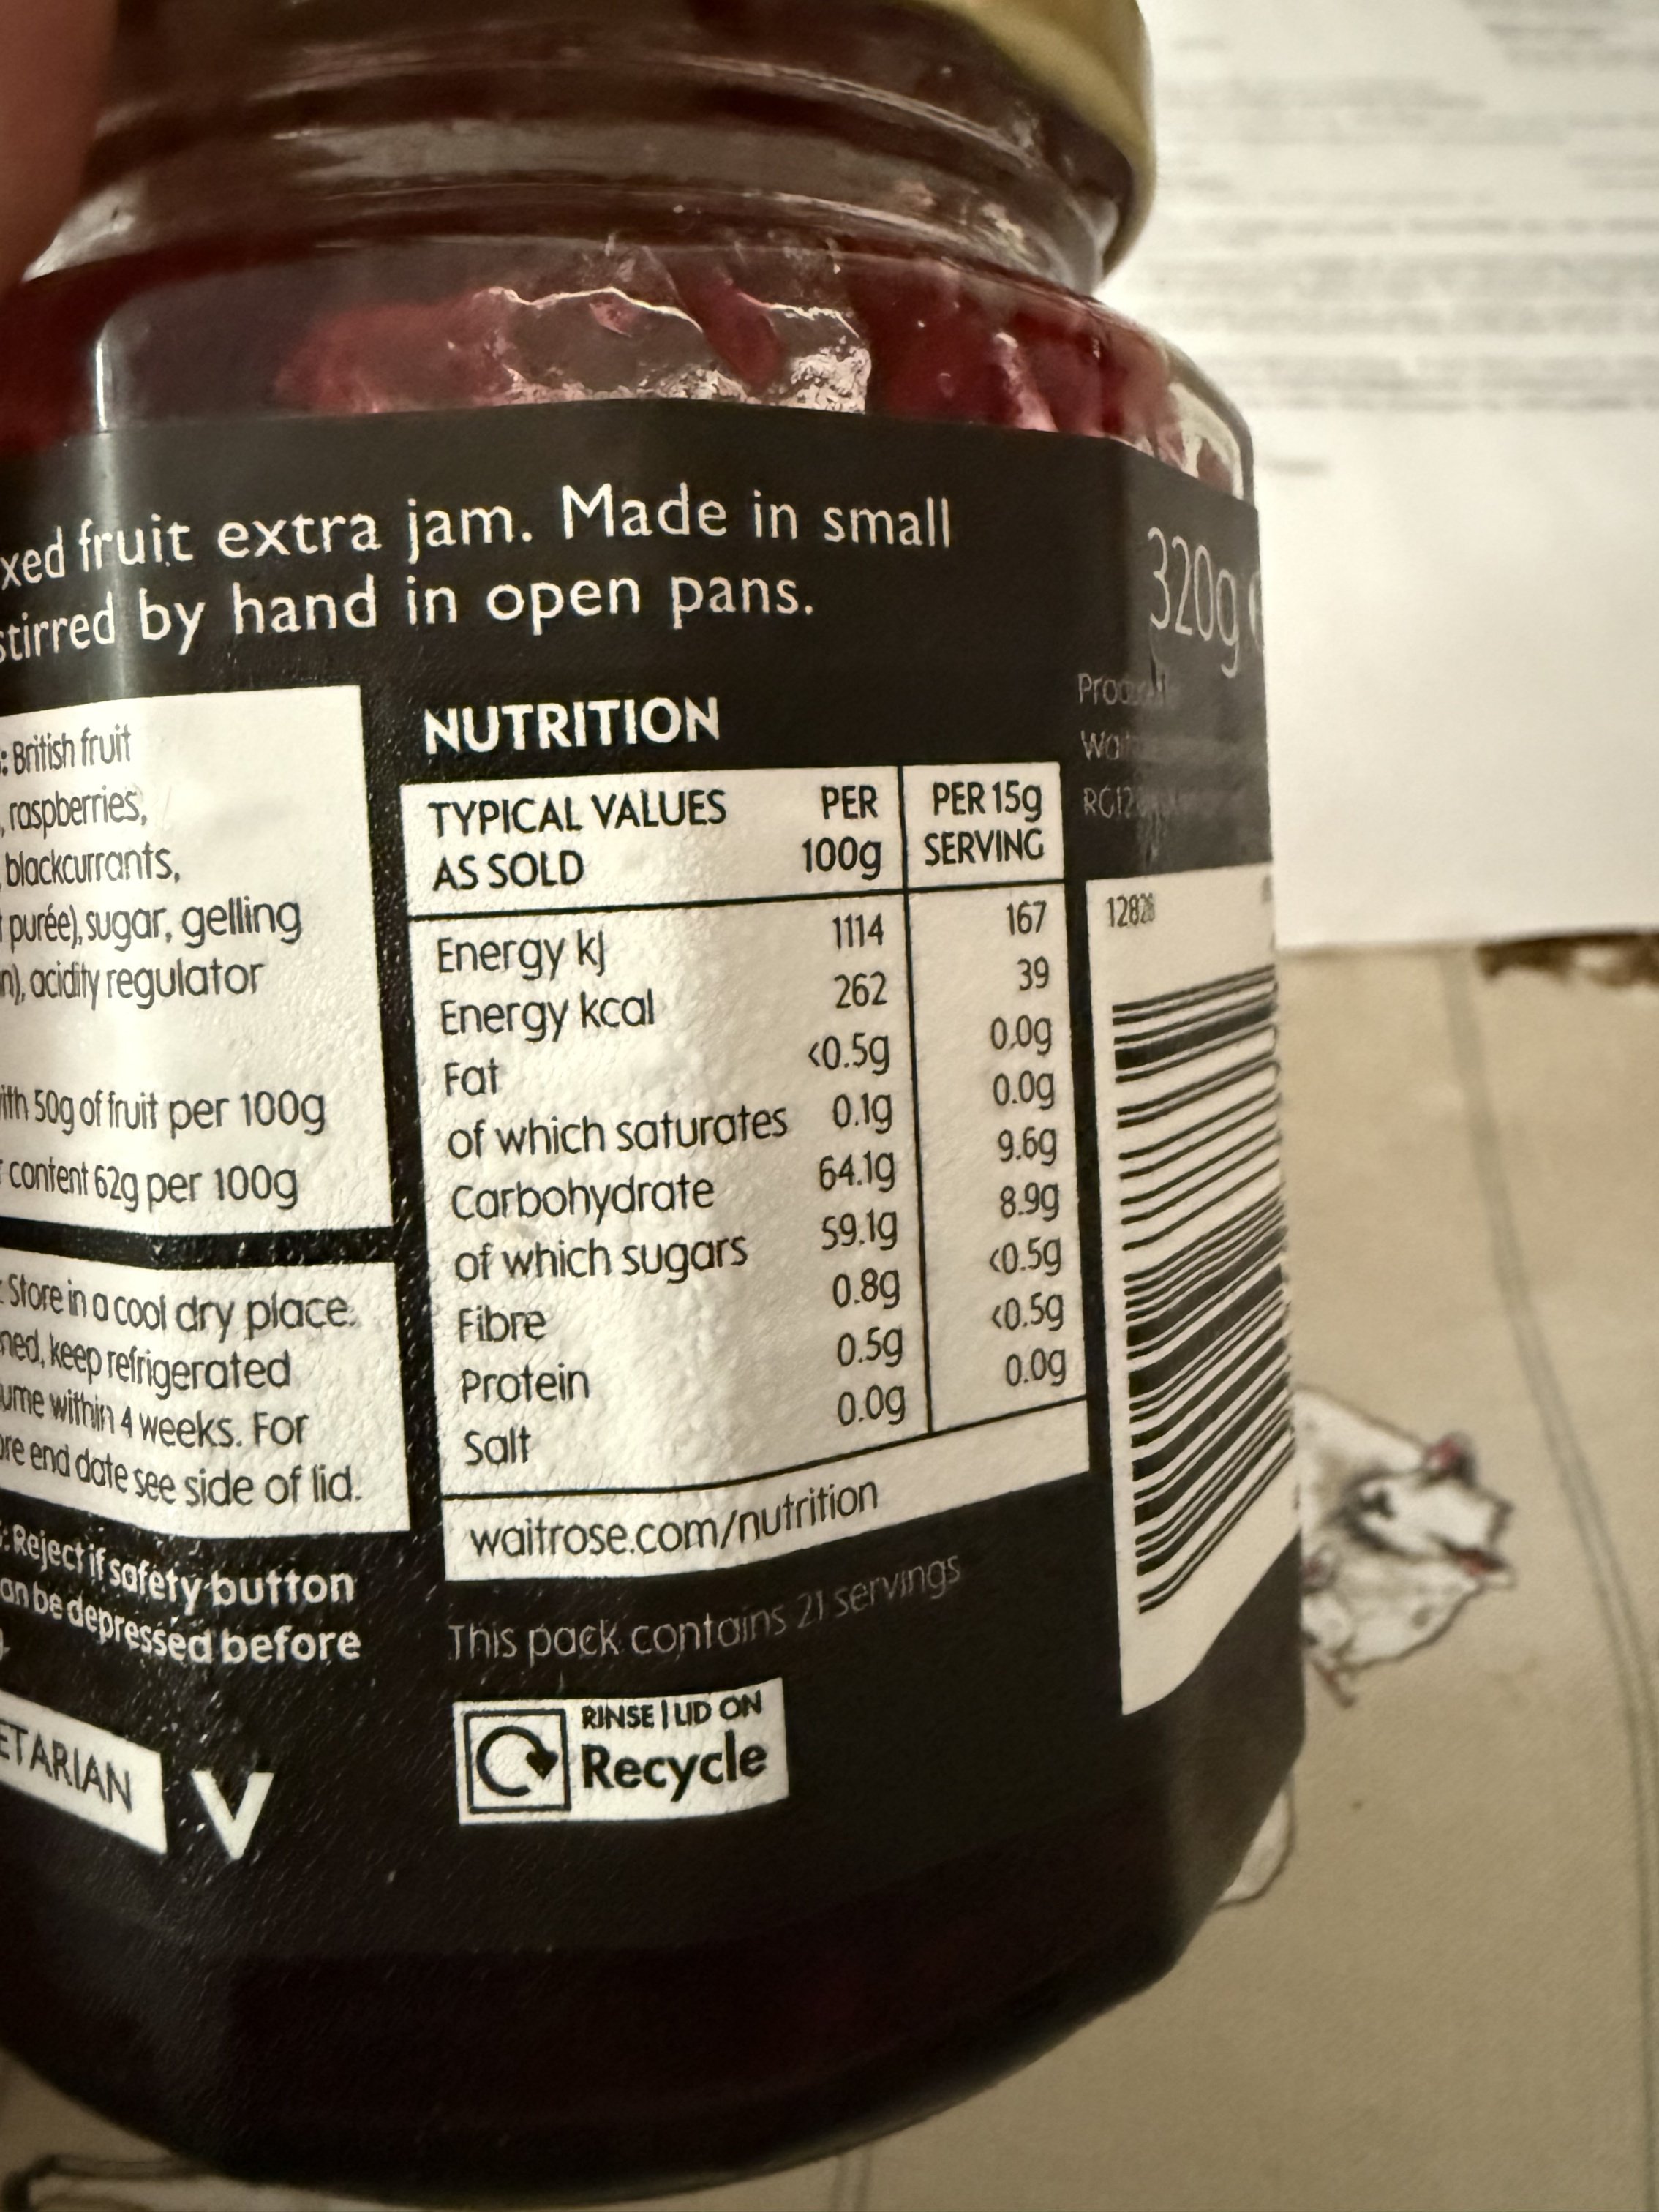 xed fruit extra jam. Made in small
stirred by hand in open pans.
320g
: British fruit
, raspberries,
blackcurrants,
purée), sugar, gelling
n), acidity regulator
ith 50g of fruit per 100g
content 62g per 100g
: Store in a cool dry place.
ned, keep refrigerated
ume within 4 weeks. For
ore end date see side of lid.
: Reject if safety button
an be depressed before
ETARIAN V
NUTRITION
TYPICAL VALUES AS SOLD PER 100g PER 15g SERVING
Energy kJ 1114 167
Energy kcal 262 39
Fat <0.5g 0.0g
of which saturates 0.1g 0.0g
Carbohydrate 64.1g 9.6g
of which sugars 59.1g 8.9g
Fibre 0.8g <0.5g
Protein 0.5g <0.5g
Salt 0.0g 0.0g
waitrose.com/nutrition
This pack contains 21 servings
RINSE | LID ON
Recycle
RG12
12828